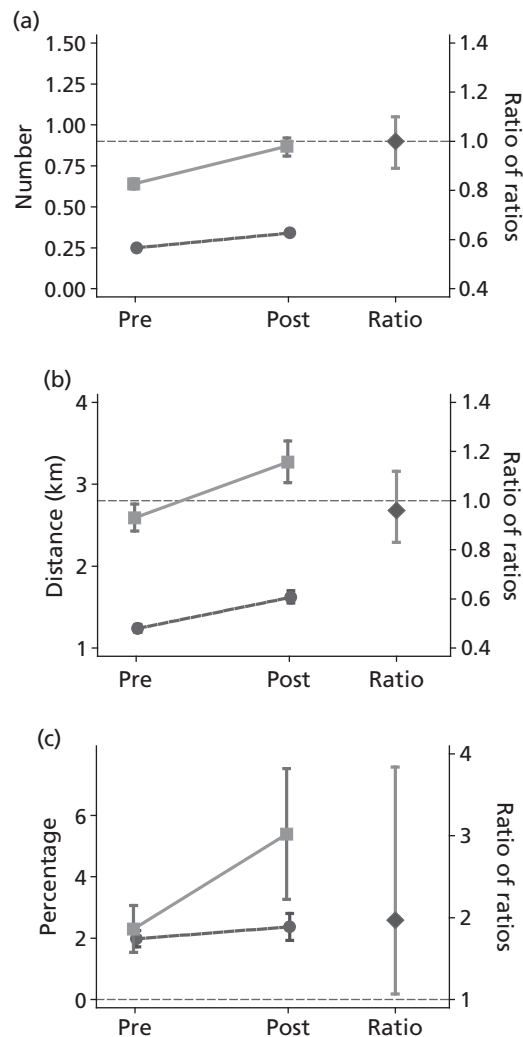 (a)
1.50
1.25
1.00
0.75
0.50
0.25
0.00
Number
1.4
1.2
1.0
0.8
0.6
0.4
Ratio of ratios
Pre Post Ratio
(b)
4
3
2
1
Distance (km)
1.4
1.2
1.0
0.8
0.6
0.4
Ratio of ratios
Pre Post Ratio
(c)
6
4
2
0
Percentage
4
3
2
1
Ratio of ratios
Pre Post Ratio